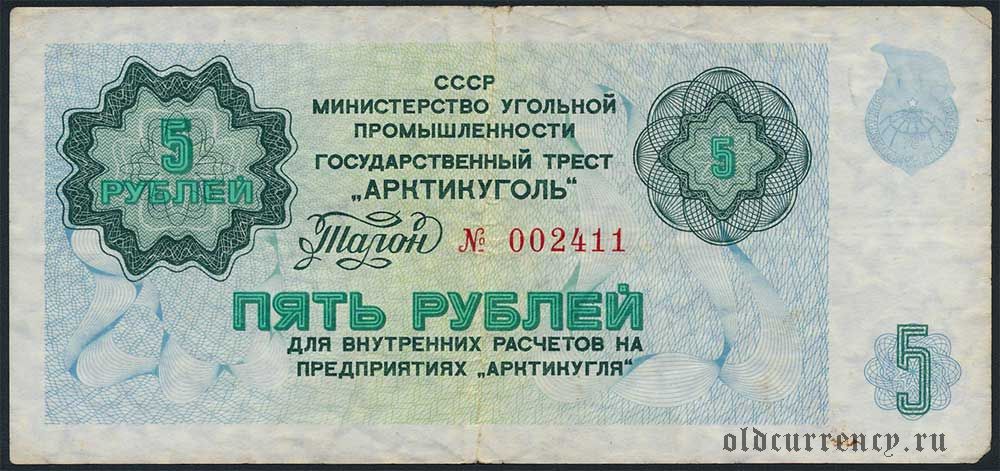 СССР
МИНИСТЕРСТВО УГОЛЬНОЙ
ПРОМЫШЛЕННОСТИ
ГОСУДАРСТВЕННЫЙ ТРЕСТ
„АРКТИКУГОЛЬ“
5
РУБЛЕЙ
5
Талон № 002411
ПЯТЬ РУБЛЕЙ
ДЛЯ ВНУТРЕННИХ РАСЧЕТОВ НА
ПРЕДПРИЯТИЯХ „АРКТИКУГЛЯ“
5
oldcurrency.ru